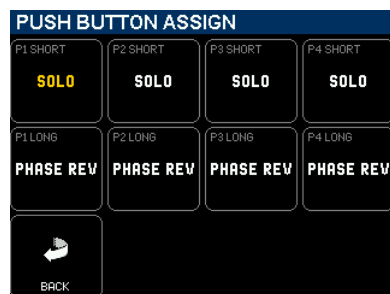 PUSH BUTTON ASSIGN
P1 SHORT P2 SHORT P3 SHORT P4 SHORT
SOLO SOLO SOLO SOLO
P1 LONG P2 LONG P3 LONG P4 LONG
PHASE REV PHASE REV PHASE REV PHASE REV
BACK